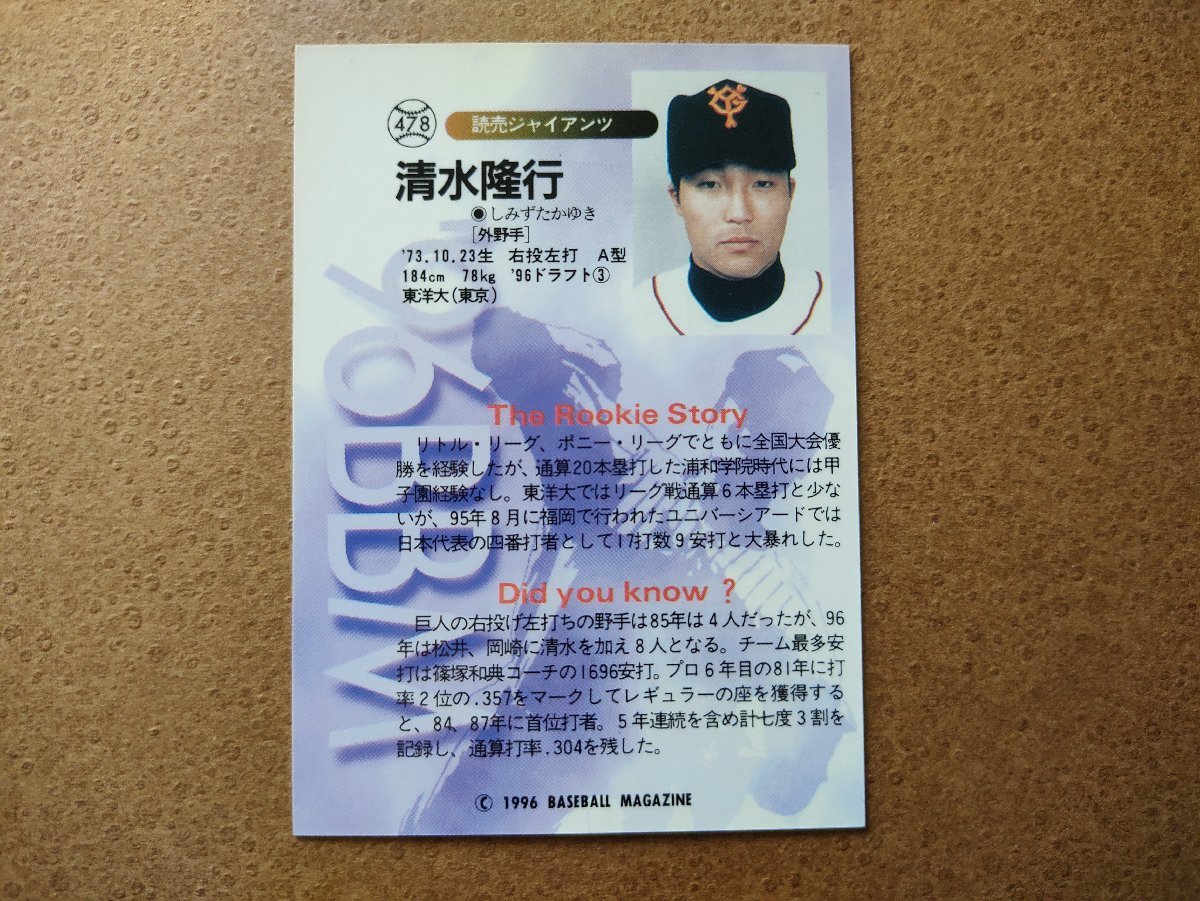 478
読売ジャイアンツ
清水隆行
●しみずたかゆき
[外野手]
'73.10.23生 右投左打 A型
184cm 78kg '96ドラフト③
東洋大(東京)
'96BBM
The Rookie Story
リトル・リーグ、ポニー・リーグでともに全国大会優
勝を経験したが、通算20本塁打した浦和学院時代には甲
子園経験なし。東洋大ではリーグ戦通算6本塁打と少な
いが、95年8月に福岡で行われたユニバーシアードでは
日本代表の四番打者として17打数9安打と大暴れした。
Did you know ?
巨人の右投げ左打ちの野手は85年は4人だったが、96
年は松井、岡崎に清水を加え8人となる。チーム最多安
打は篠塚和典コーチの1696安打。プロ6年目の81年に打
率2位の.357をマークしてレギュラーの座を獲得する
と、84、87年に首位打者。5年連続を含め計七度3割を
記録し、通算打率.304を残した。
© 1996 BASEBALL MAGAZINE